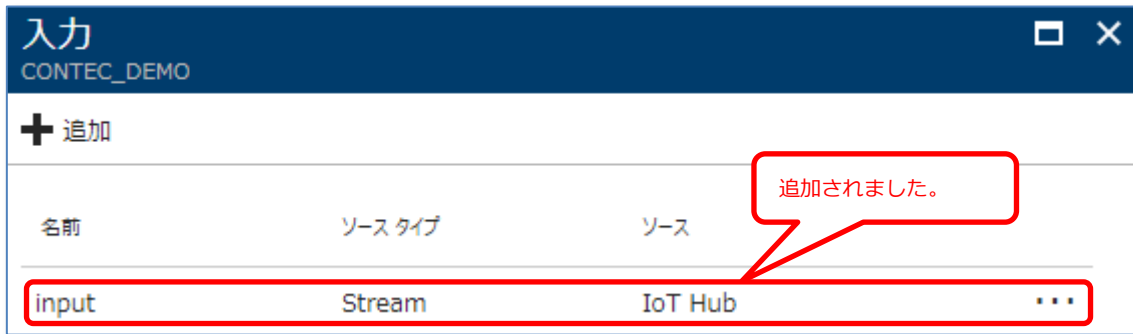 入力
CONTEC_DEMO
追加
追加されました。
名前 ソース タイプ ソース
input Stream IoT Hub ...